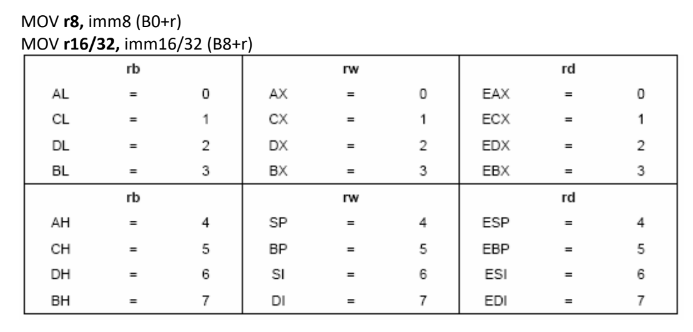 MOV r8, imm8 (B0+r)
MOV r16/32, imm16/32 (B8+r)
rb rw rd
AL = 0 AX = 0 EAX = 0
CL = 1 CX = 1 ECX = 1
DL = 2 DX = 2 EDX = 2
BL = 3 BX = 3 EBX = 3
rb rw rd
AH = 4 SP = 4 ESP = 4
CH = 5 BP = 5 EBP = 5
DH = 6 SI = 6 ESI = 6
BH = 7 DI = 7 EDI = 7